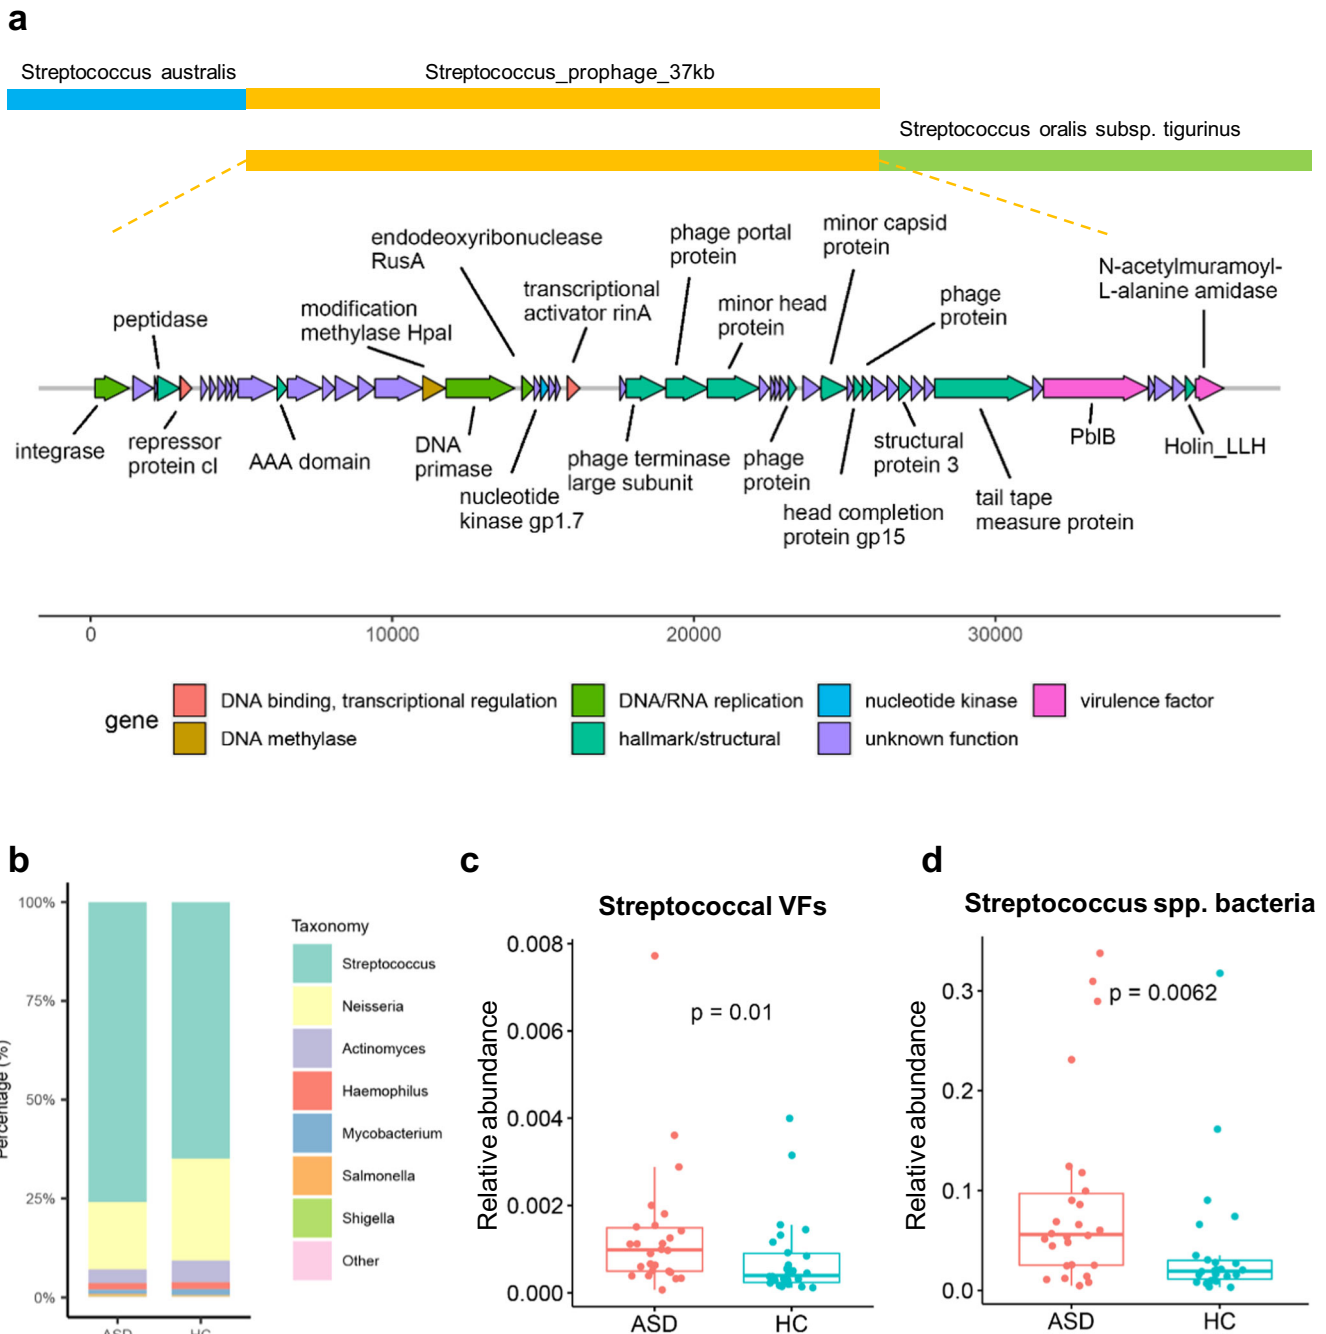 a
Streptococcus australis
Streptococcus_prophage_37kb
Streptococcus oralis subsp. tigurinus
endodeoxyribonuclease
RusA
phage portal
protein
minor capsid
protein
N-acetylmuramoyl-
L-alanine amidase
peptidase
modification
methylase HpaI
transcriptional
activator rinA
minor head
protein
phage
protein
integrase
repressor
protein cI
AAA domain
DNA
primase
nucleotide
kinase gp1.7
phage terminase
large subunit
phage
protein
head completion
protein gp15
structural
protein 3
tail tape
measure protein
PblB
Holin_LLH
0
10000
20000
30000
gene
DNA binding, transcriptional regulation
DNA methylase
DNA/RNA replication
hallmark/structural
nucleotide kinase
unknown function
virulence factor
b
Percentage (%)
100%
75%
50%
25%
0%
ASD
HC
Taxonomy
Streptococcus
Neisseria
Actinomyces
Haemophilus
Mycobacterium
Salmonella
Shigella
Other
c
Streptococcal VFs
Relative abundance
0.008
0.006
0.004
0.002
0.000
p = 0.01
ASD
HC
d
Streptococcus spp. bacteria
Relative abundance
0.3
0.2
0.1
0.0
p = 0.0062
ASD
HC